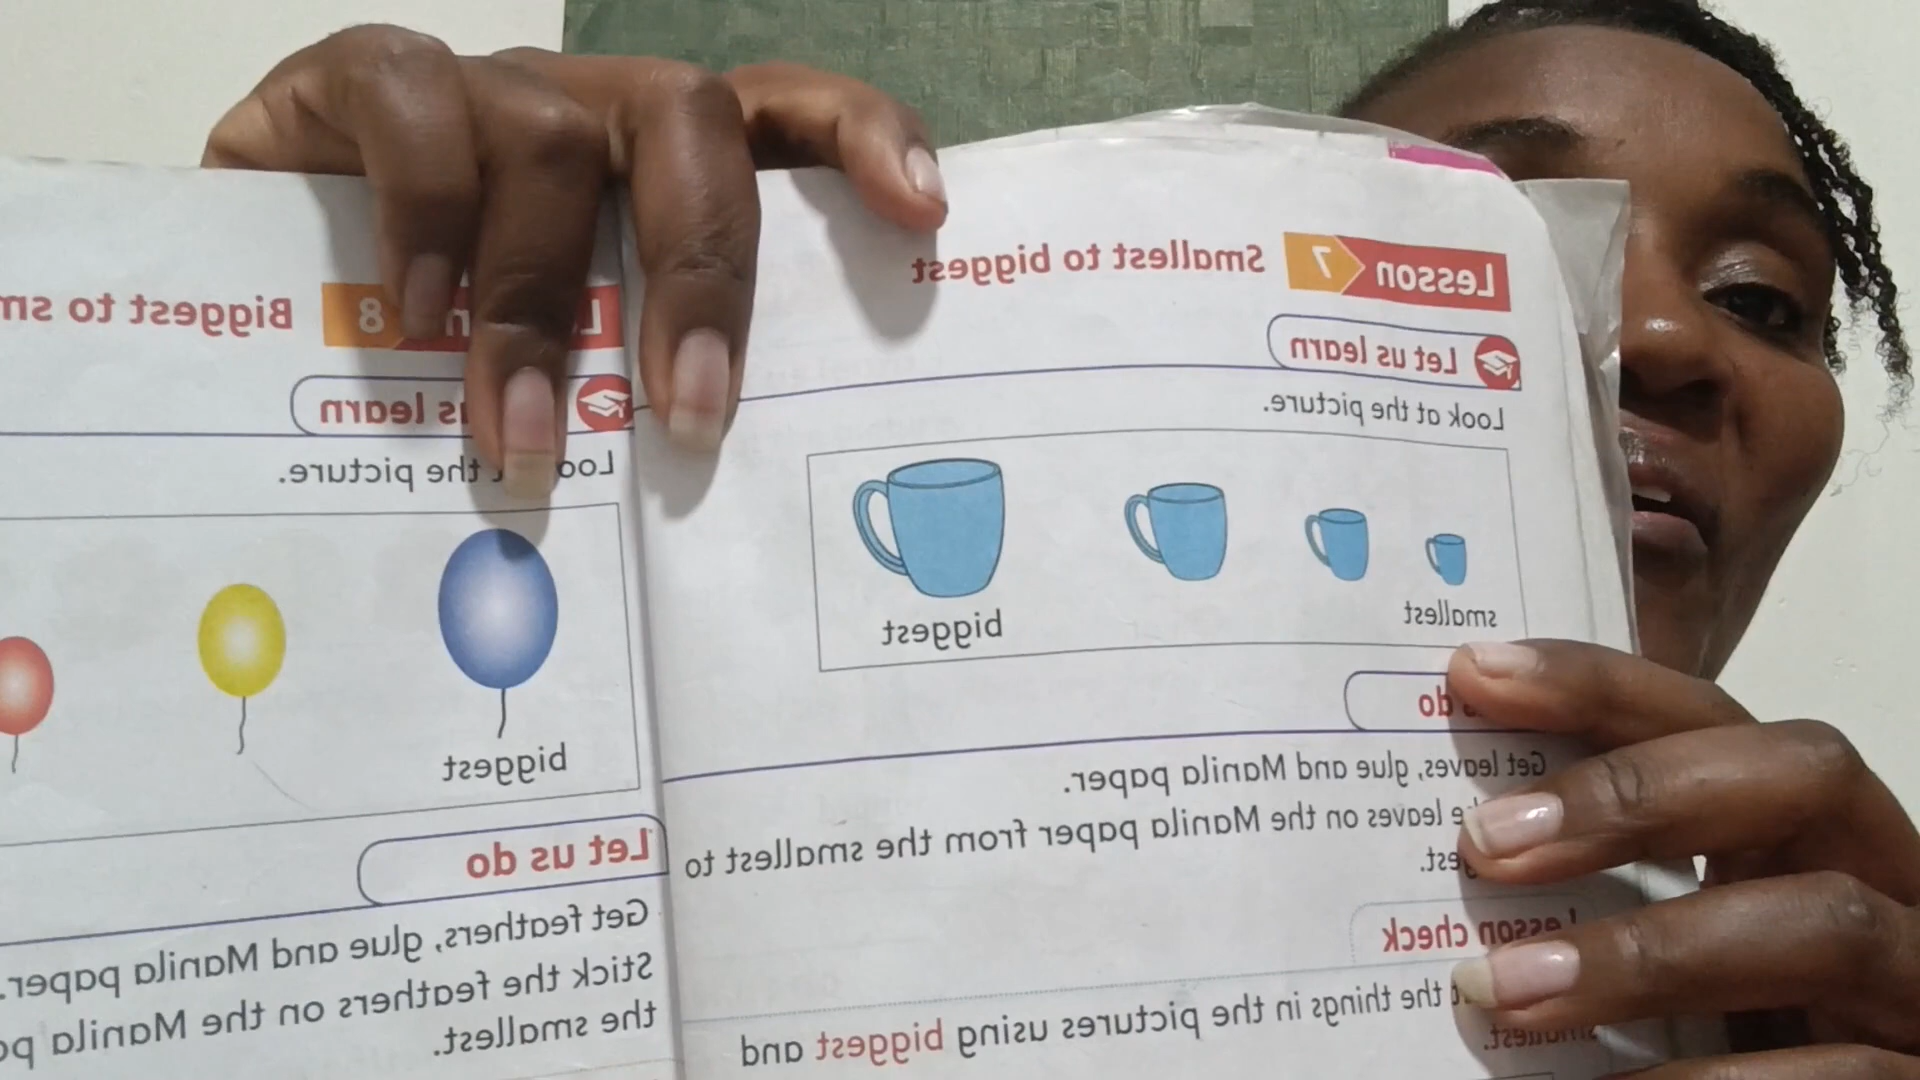 Lesson 7 Smallest to biggest
Let us learn
Look at the picture.
smallest
biggest
do
Get leaves, glue and Manila paper.
leaves on the Manila paper from the smallest to
Lesson check
the things in the pictures using biggest and
smallest.
8 Biggest to
learn
the picture.
biggest
Let us do
Get feathers, glue and Manila paper.
Stick the feathers on the Manila
the smallest.